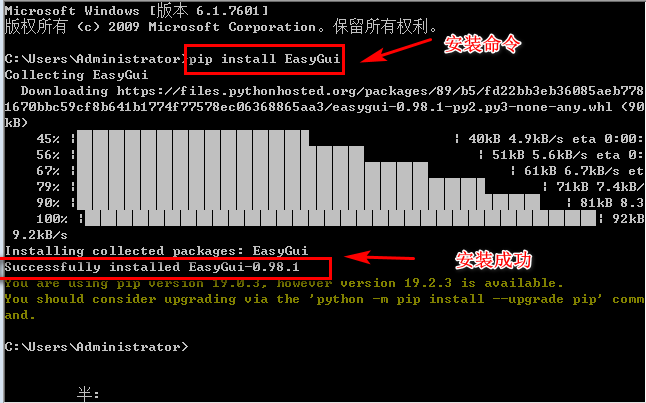 Microsoft Windows [版本 6.1.7601]
版权所有 (c) 2009 Microsoft Corporation。保留所有权利。
C:\Users\Administrator>pip install EasyGui
安装命令
Collecting EasyGui
Downloading https://files.pythonhosted.org/packages/89/b5/fd22bb3eb36085aeb778
1670bbc59cf8b641b1774f77578ec06368865aa3/easygui-0.98.1-py2.py3-none-any.whl (90
kB)
45% | | 40kB 4.9kB/s eta 0:00:
56% | | 51kB 5.6kB/s eta 0:
67% | | 61kB 6.7kB/s et
79% | | 71kB 7.4kB/
90% | | 81kB 8.3
100% | | 92kB
9.2kB/s
Installing collected packages: EasyGui
Successfully installed EasyGui-0.98.1
安装成功
You are using pip version 19.0.3, however version 19.2.3 is available.
You should consider upgrading via the 'python -m pip install --upgrade pip' comm
and.
C:\Users\Administrator>
半: